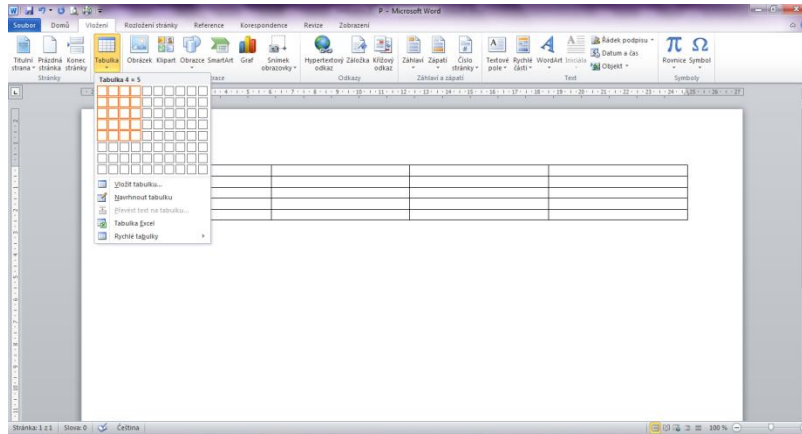 P - Microsoft Word
Soubor Domů Vložení Rozložení stránky Reference Korespondence Revize Zobrazení
Titulní strana Prázdná stránka Konec stránky Tabulka Obrázek Klipart Obrazce SmartArt Graf Snímek obrazovky Hypertextový odkaz Záložka Křížový odkaz Záhlaví Zápatí Číslo stránky Textové pole Rychlé části WordArt Iniciála Řádek podpisu Datum a čas Objekt Rovnice Symbol
Stránky Odkazy Záhlaví a zápatí Text Symboly
Tabulka 4 × 5
Vložit tabulku...
Navrhnout tabulku
Převést text na tabulku...
Tabulka Excel
Rychlé tabulky
Stránka: 1 z 1 Slova: 0 Čeština 100 %